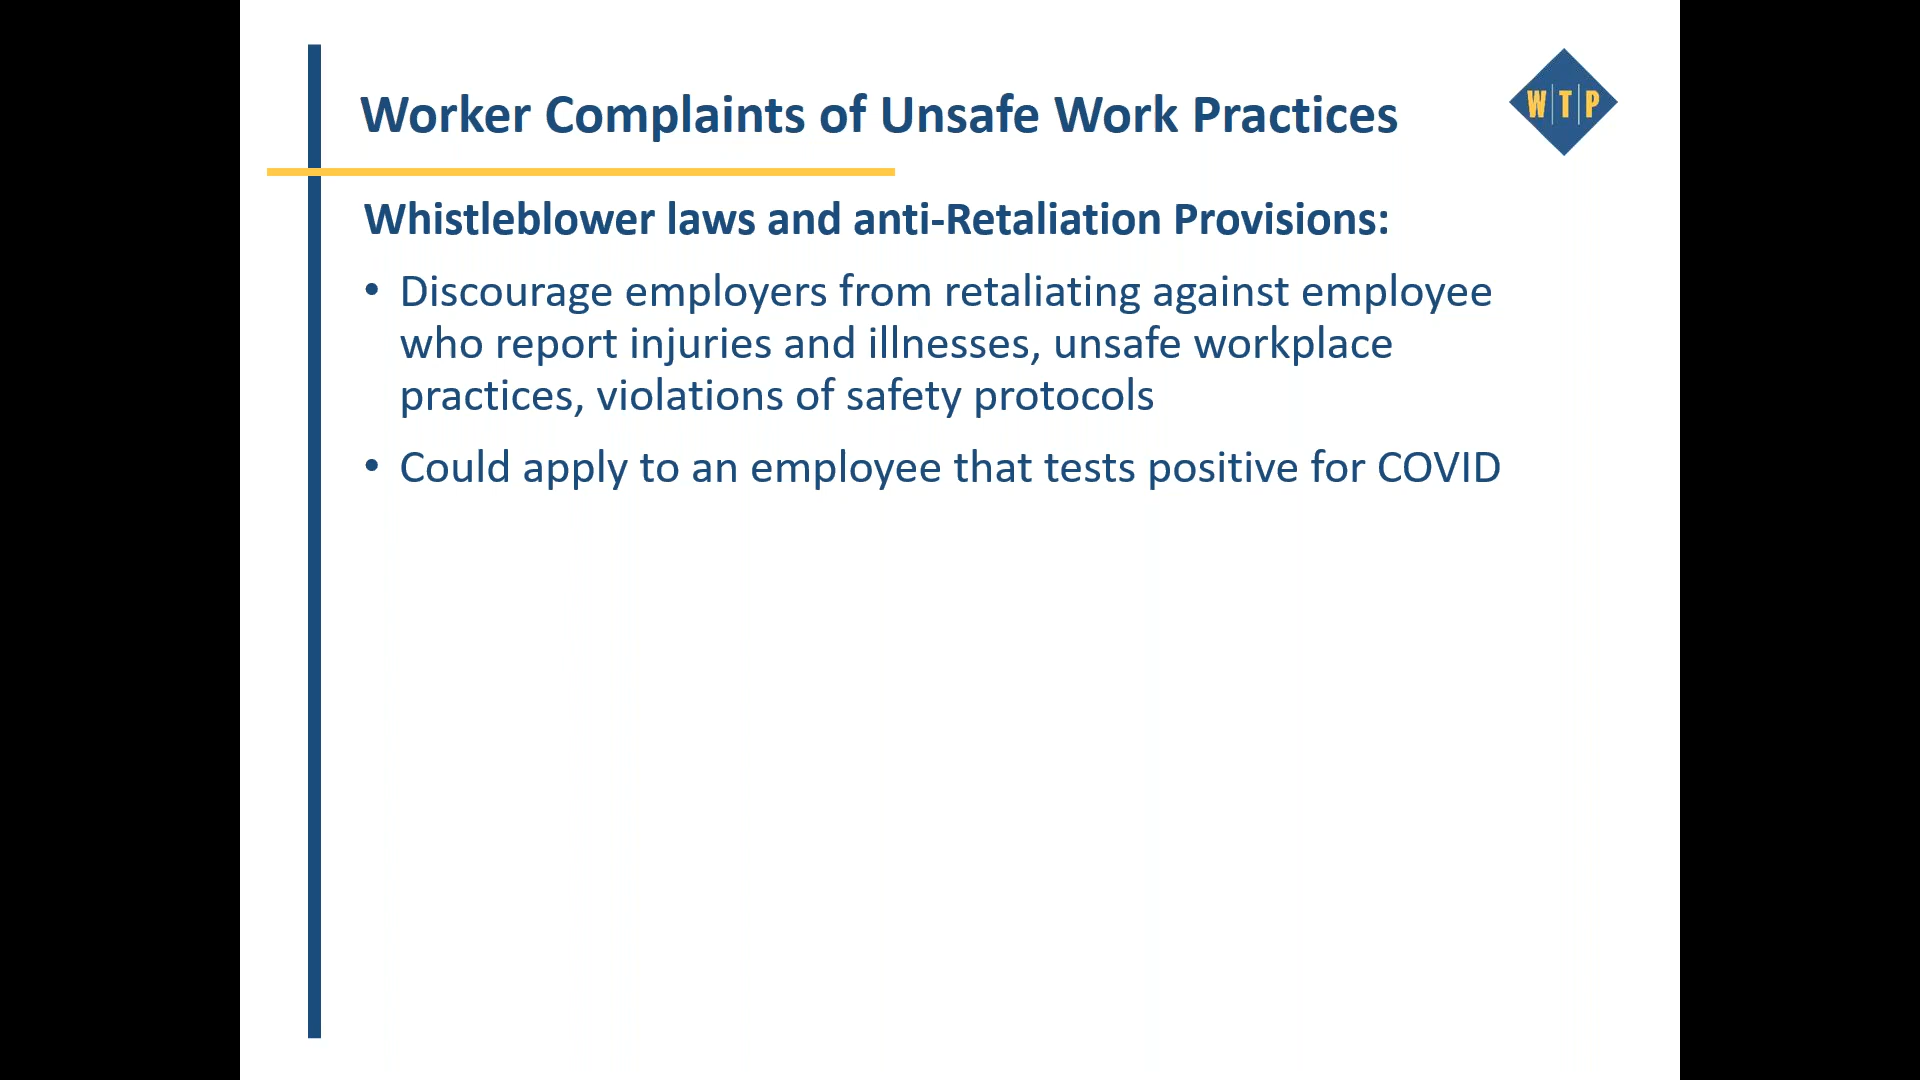 Worker Complaints of Unsafe Work Practices
W|T|P
Whistleblower laws and anti-Retaliation Provisions:
• Discourage employers from retaliating against employee
who report injuries and illnesses, unsafe workplace
practices, violations of safety protocols
• Could apply to an employee that tests positive for COVID